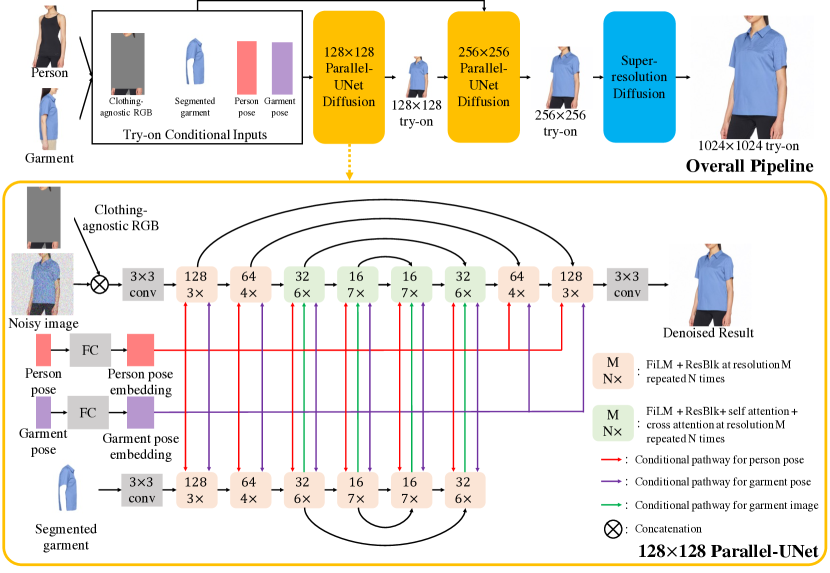 Person
Garment
Clothing-
agnostic RGB
Segmented
garment
Person
pose
Garment
pose
Try-on Conditional Inputs
128×128
Parallel-
UNet
Diffusion
128×128
try-on
256×256
Parallel-
UNet
Diffusion
256×256
try-on
Super-
resolution
Diffusion
1024×1024 try-on
Overall Pipeline
Clothing-
agnostic RGB
Noisy image
3×3
conv
128
3×
64
4×
32
6×
16
7×
16
7×
32
6×
64
4×
128
3×
3×3
conv
Denoised Result
Person
pose
FC
Person pose
embedding
Garment
pose
FC
Garment pose
embedding
Segmented
garment
3×3
conv
128
3×
64
4×
32
6×
16
7×
16
7×
32
6×
M
N×
: FiLM + ResBlk at resolution M
repeated N times
M
N×
: FiLM + ResBlk+ self attention +
cross attention at resolution M
repeated N times
: Conditional pathway for person pose
: Conditional pathway for garment pose
: Conditional pathway for garment image
: Concatenation
128×128 Parallel-UNet